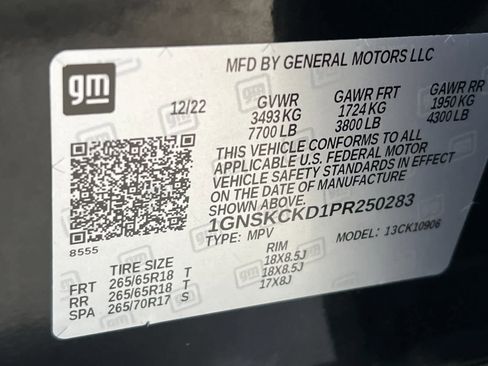 MFD BY GENERAL MOTORS LLC
gm
12/22
GVWR
3493 KG
7700 LB
GAWR FRT
1724 KG
3800 LB
GAWR RR
1950 KG
4300 LB
THIS VEHICLE CONFORMS TO ALL
APPLICABLE U.S. FEDERAL MOTOR
VEHICLE SAFETY STANDARDS IN EFFECT
ON THE DATE OF MANUFACTURE
SHOWN ABOVE.
1GNSKCKD1PR250283
TYPE: MPV
MODEL: 13CK10906
8555
TIRE SIZE
RIM
FRT 265/65R18 T 18X8.5J
RR 265/65R18 T 18X8.5J
SPA 265/70R17 S 17X8J